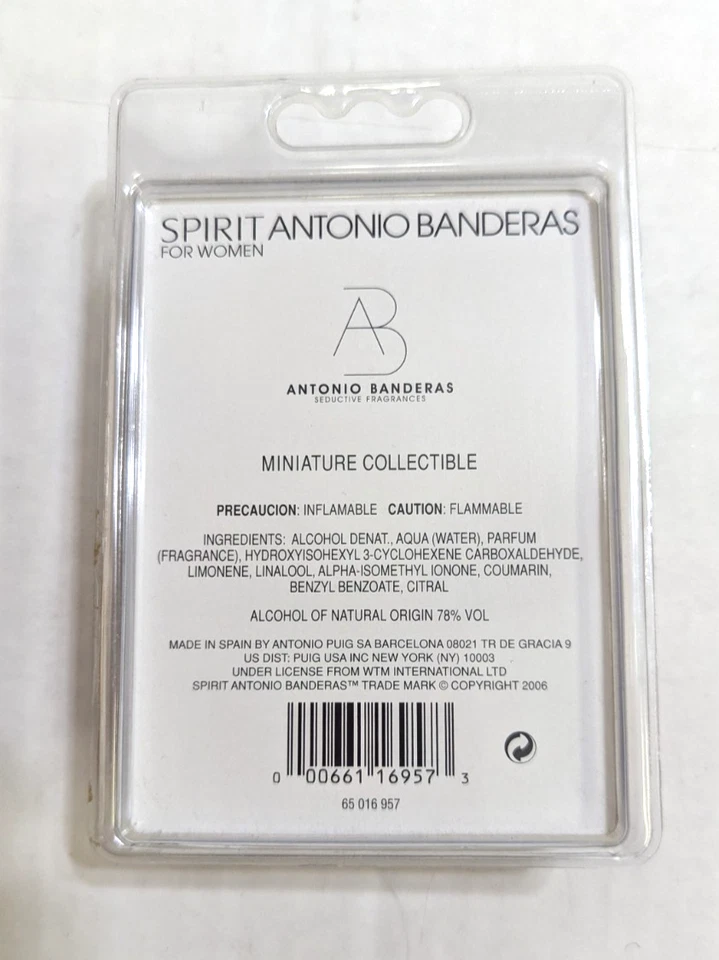 SPIRIT ANTONIO BANDERAS
FOR WOMEN
AB
ANTONIO BANDERAS
SEDUCTIVE FRAGRANCES
MINIATURE COLLECTIBLE
PRECAUCION: INFLAMABLE CAUTION: FLAMMABLE
INGREDIENTS: ALCOHOL DENAT., AQUA (WATER), PARFUM
(FRAGRANCE), HYDROXYISOHEXYL 3-CYCLOHEXENE CARBOXALDEHYDE,
LIMONENE, LINALOOL, ALPHA-ISOMETHYL IONONE, COUMARIN,
BENZYL BENZOATE, CITRAL
ALCOHOL OF NATURAL ORIGIN 78% VOL
MADE IN SPAIN BY ANTONIO PUIG SA BARCELONA 08021 TR DE GRACIA 9
US DIST: PUIG USA INC NEW YORK (NY) 10003
UNDER LICENSE FROM WTM INTERNATIONAL LTD
SPIRIT ANTONIO BANDERAS™ TRADE MARK © COPYRIGHT 2006
0 00661 16957 3
65 016 957